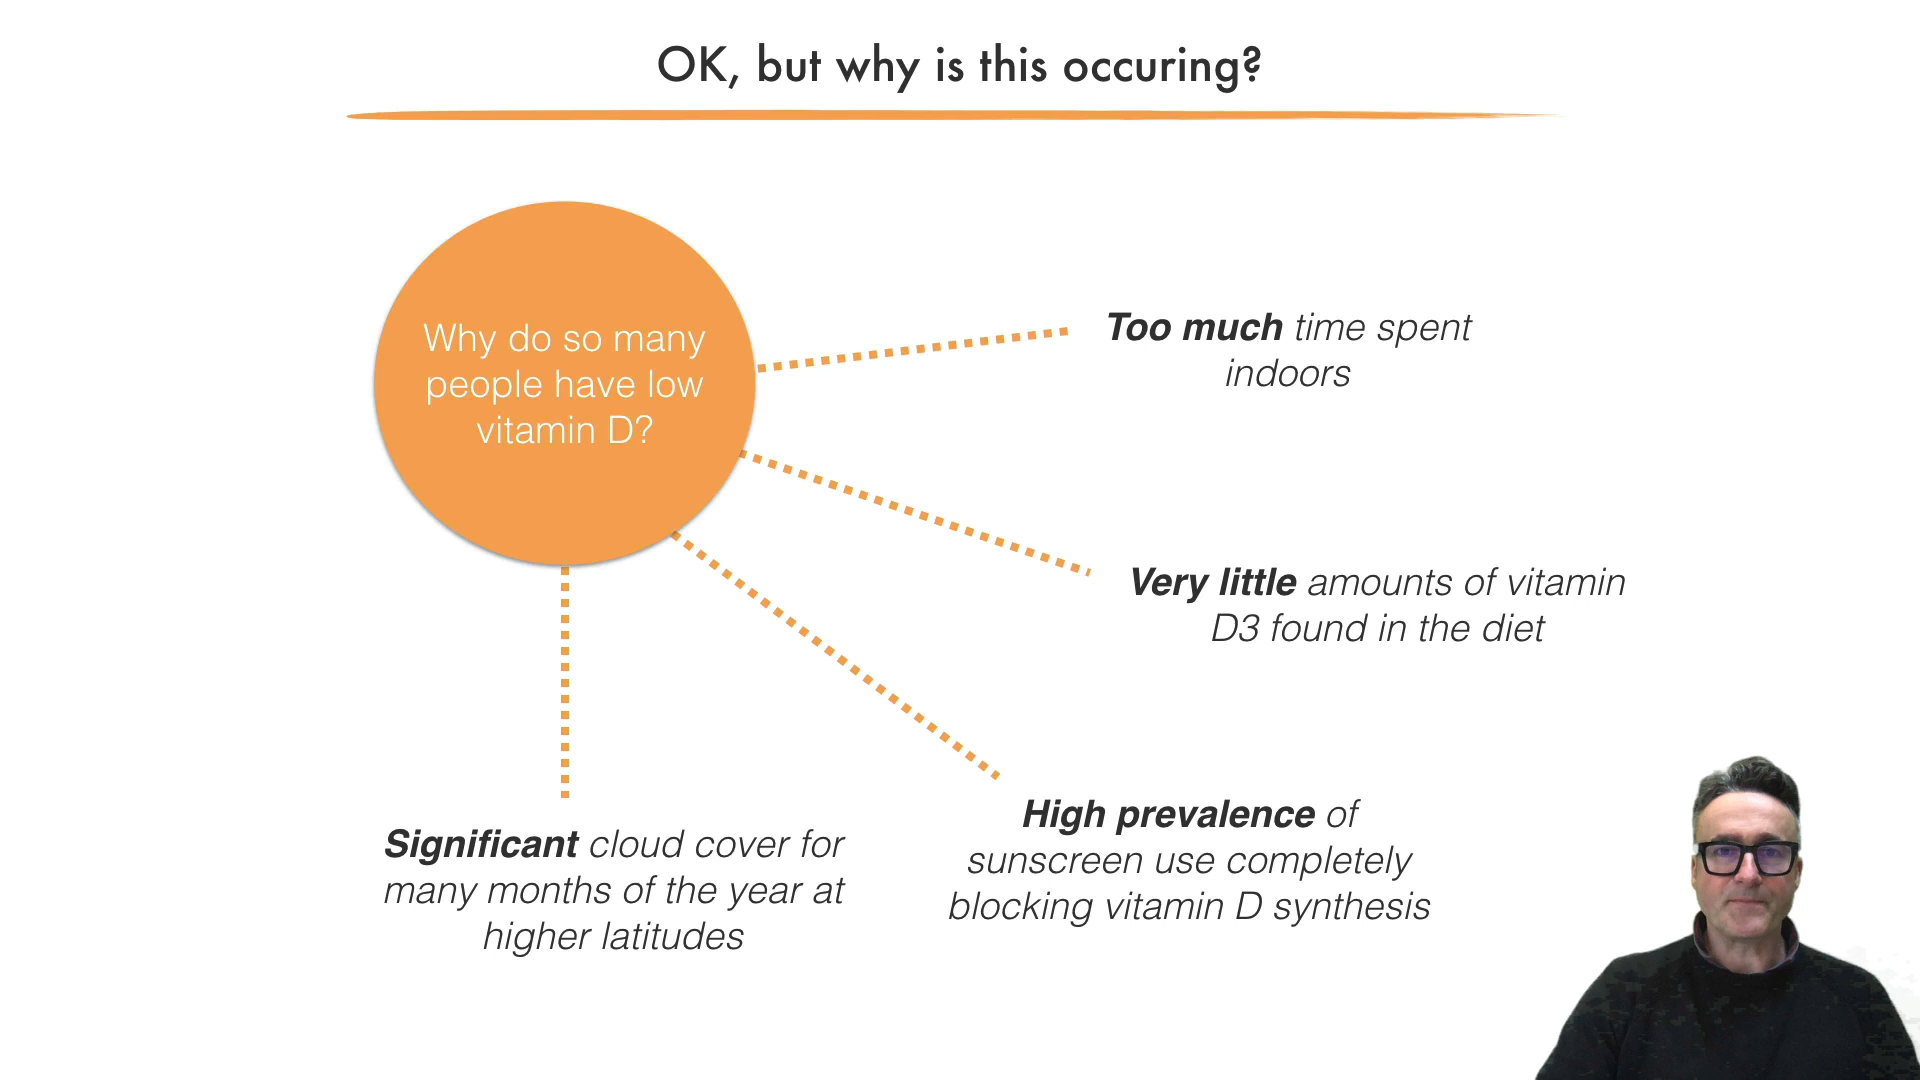 OK, but why is this occuring?
Why do so many
people have low
vitamin D?
Too much time spent
indoors
Very little amounts of vitamin
D3 found in the diet
High prevalence of
sunscreen use completely
blocking vitamin D synthesis
Significant cloud cover for
many months of the year at
higher latitudes